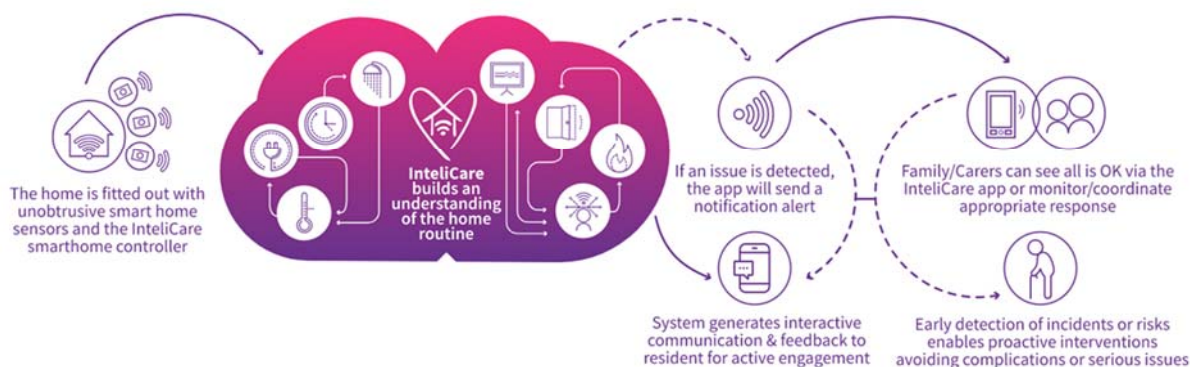 The home is fitted out with
unobtrusive smart home
sensors and the InteliCare
smarthome controller
InteliCare
builds an
understanding
of the home
routine
If an issue is detected,
the app will send a
notification alert
Family/Carers can see all is OK via the
InteliCare app or monitor/coordinate
appropriate response
System generates interactive
communication & feedback to
resident for active engagement
Early detection of incidents or risks
enables proactive interventions
avoiding complications or serious issues